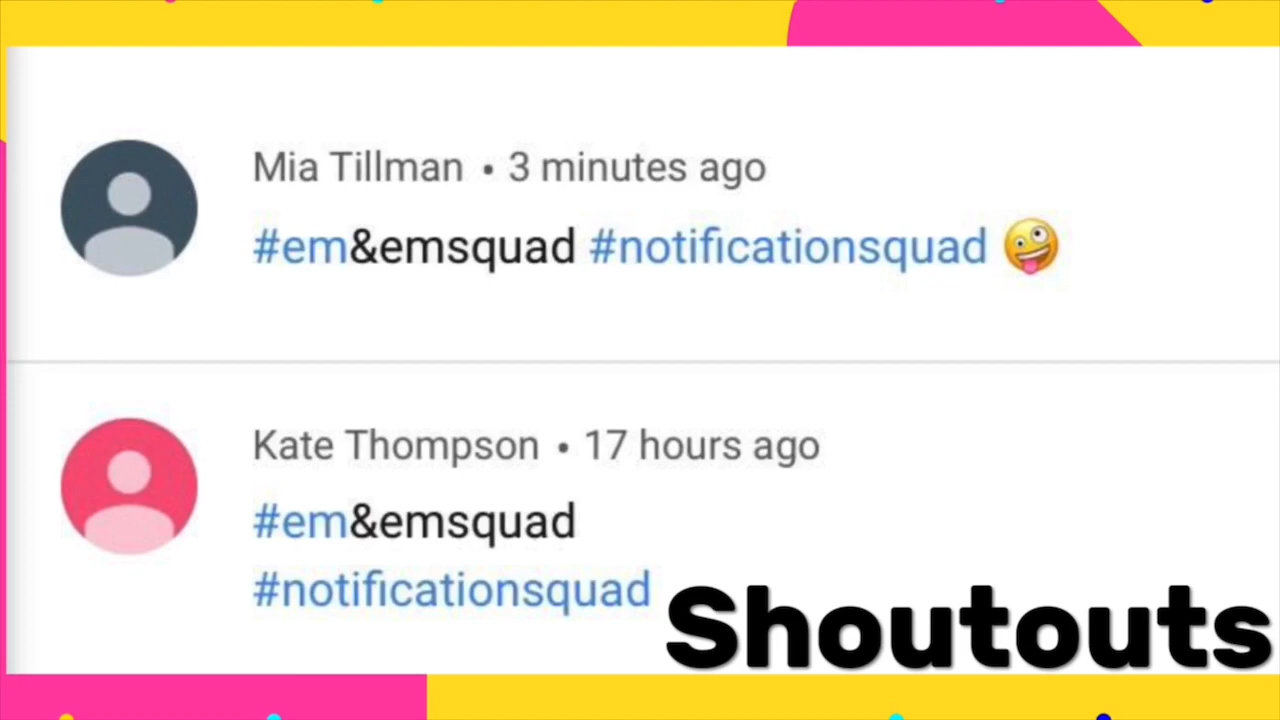 Mia Tillman • 3 minutes ago
#em&emsquad #notificationsquad 🤪
Kate Thompson • 17 hours ago
#em&emsquad
#notificationsquad
Shoutouts